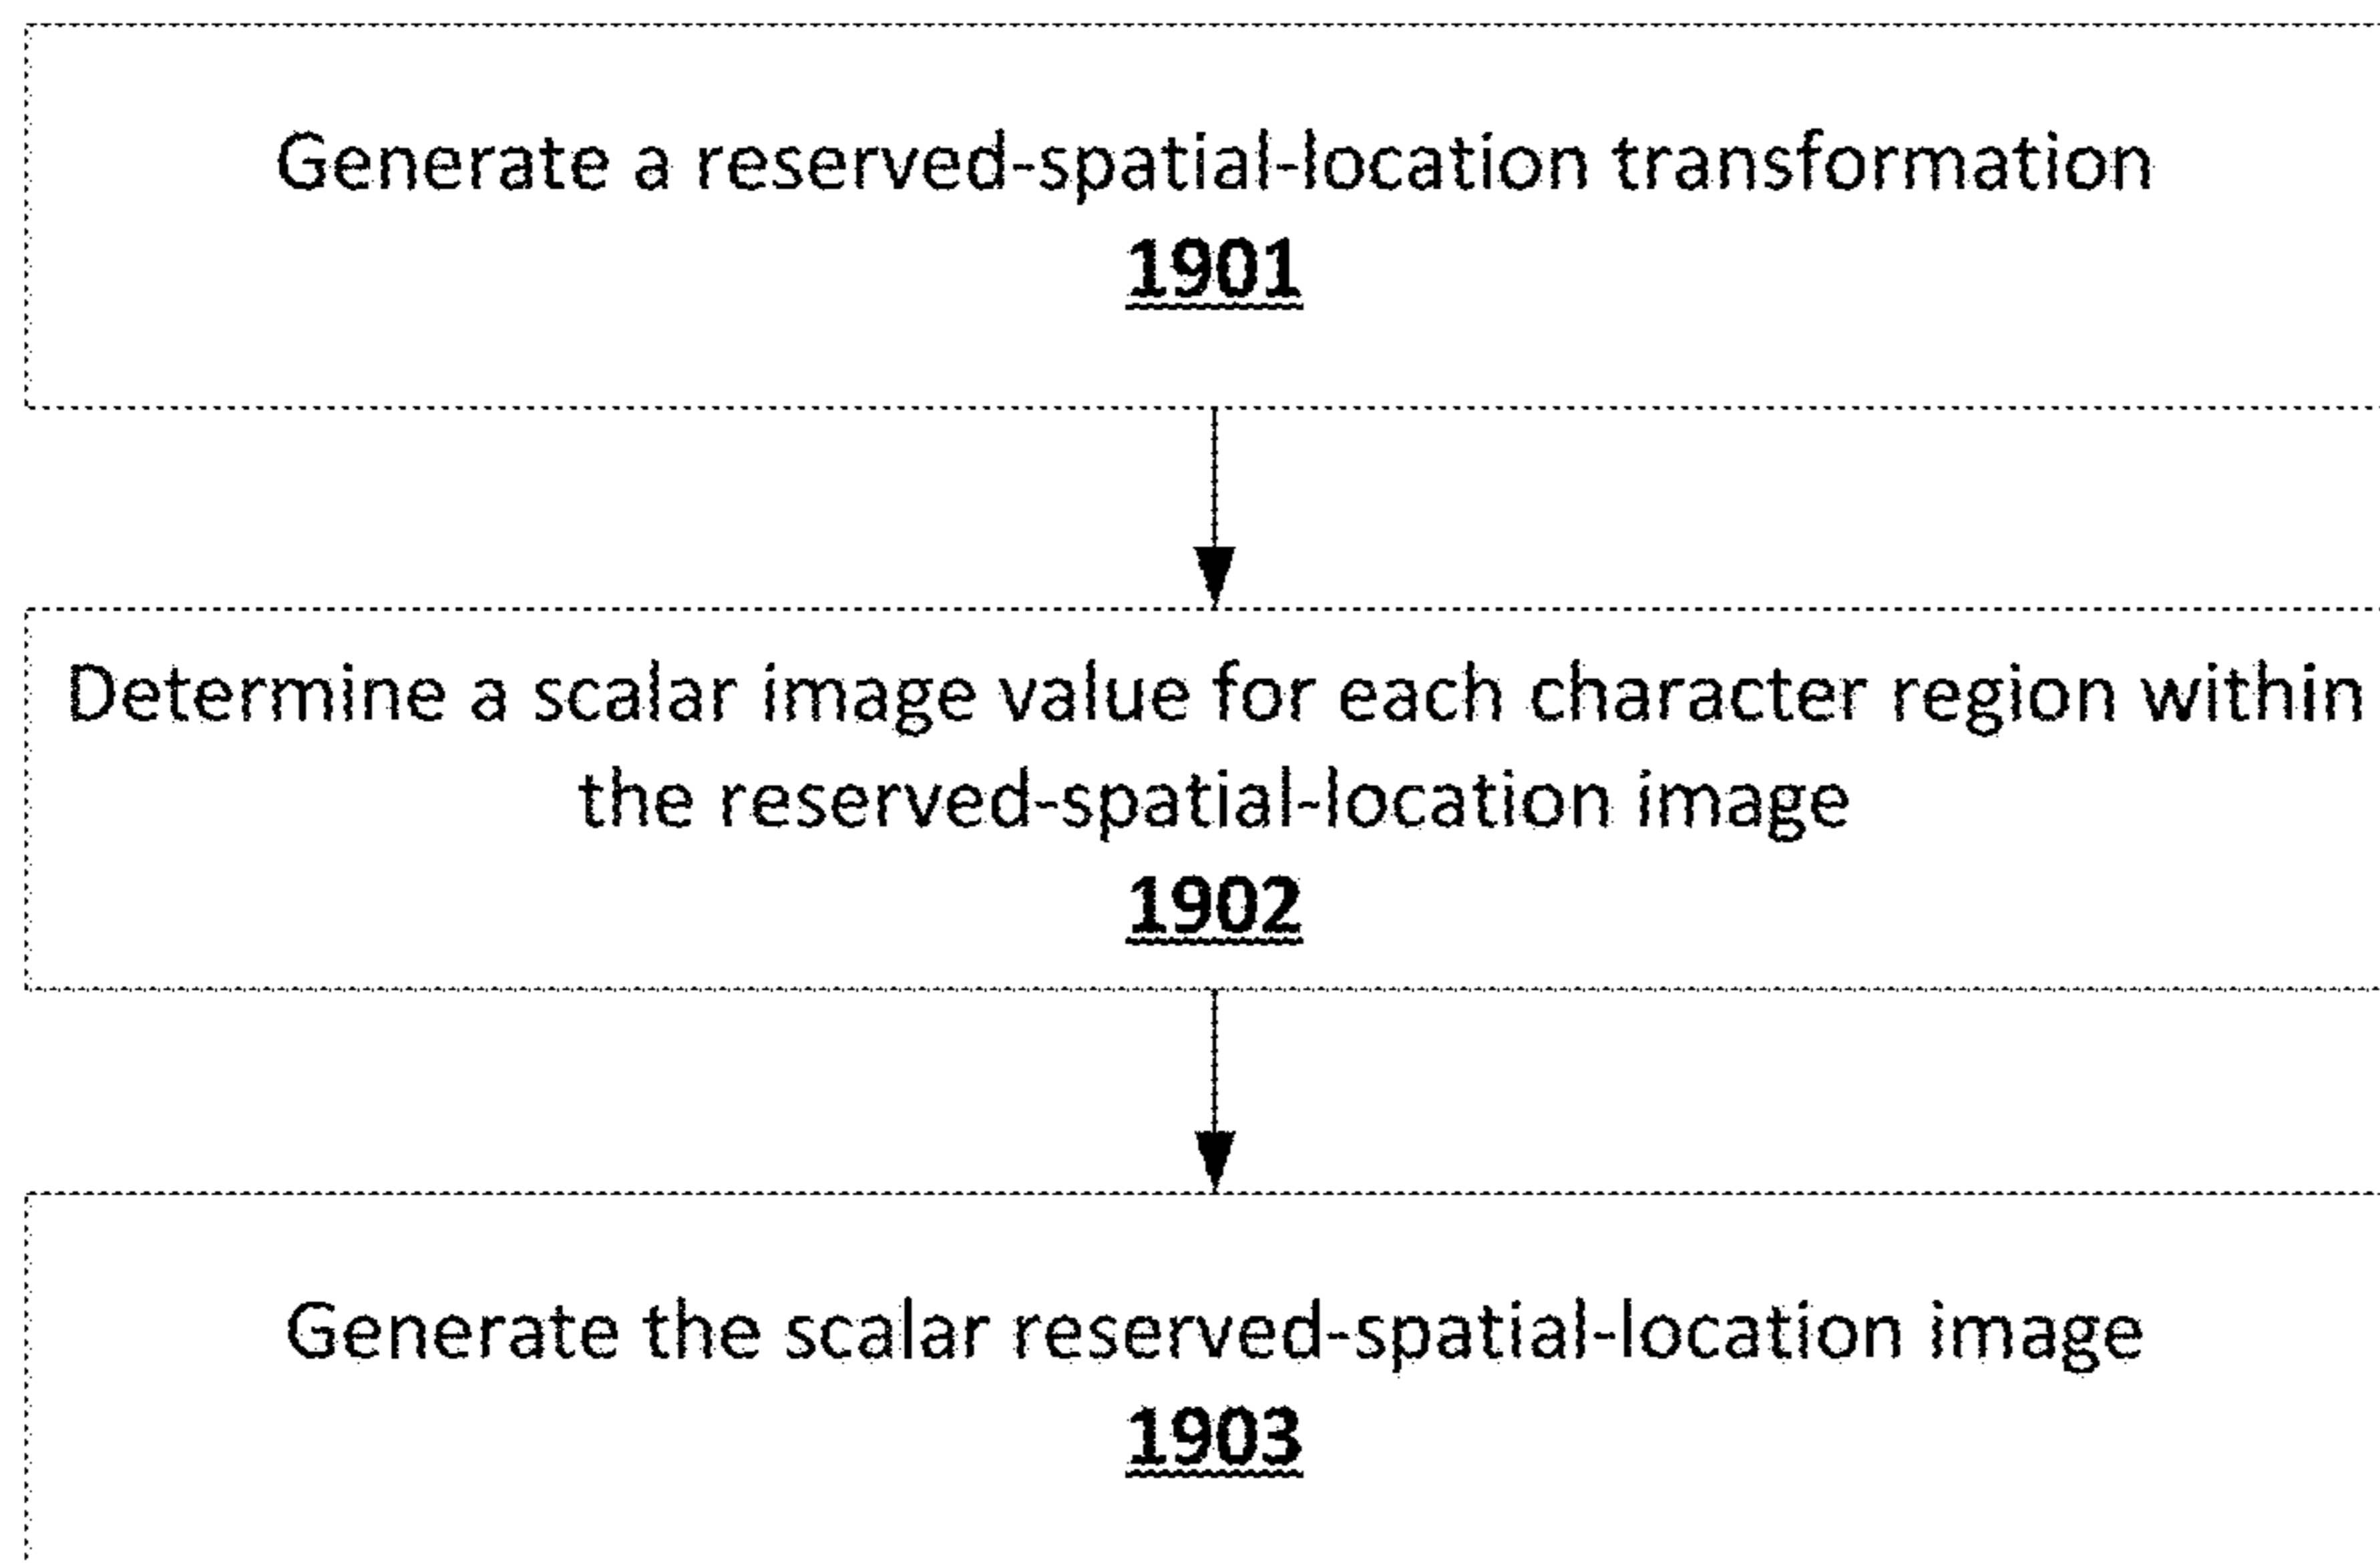 Generate a reserved-spatial-location transformation
1901
Determine a scalar image value for each character region within
the reserved-spatial-location image
1902
Generate the scalar reserved-spatial-location image
1903